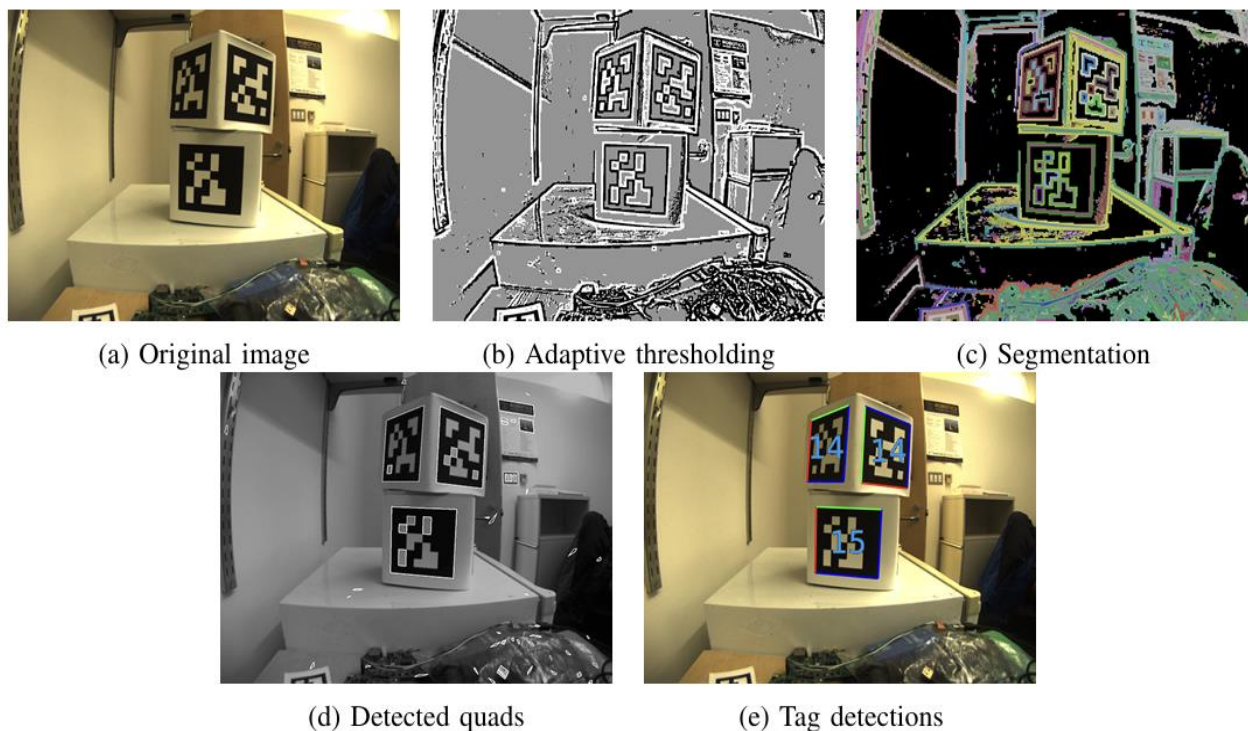 (a) Original image
(b) Adaptive thresholding
(c) Segmentation
14
14
15
(d) Detected quads
(e) Tag detections